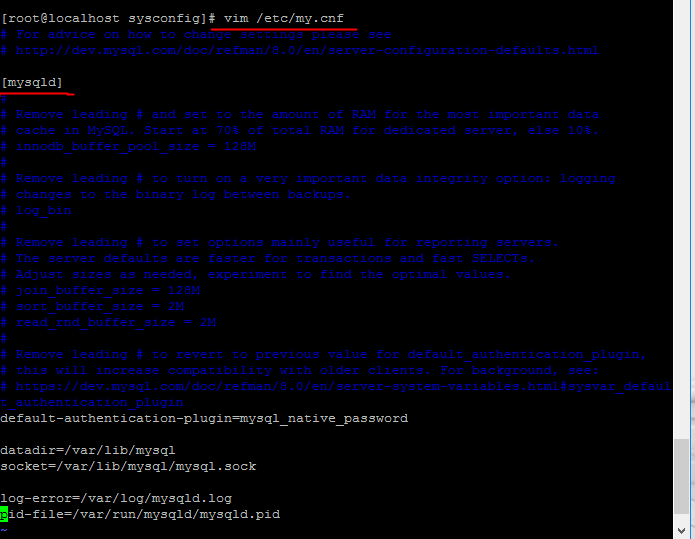 [root@localhost sysconfig]# vim /etc/my.cnf
# For advice on how to change settings please see
# http://dev.mysql.com/doc/refman/8.0/en/server-configuration-defaults.html
[mysqld]
#
# Remove leading # and set to the amount of RAM for the most important data
# cache in MySQL. Start at 70% of total RAM for dedicated server, else 10%.
# innodb_buffer_pool_size = 128M
#
# Remove leading # to turn on a very important data integrity option: logging
# changes to the binary log between backups.
# log_bin
#
# Remove leading # to set options mainly useful for reporting servers.
# The server defaults are faster for transactions and fast SELECTs.
# Adjust sizes as needed, experiment to find the optimal values.
# join_buffer_size = 128M
# sort_buffer_size = 2M
# read_rnd_buffer_size = 2M
#
# Remove leading # to revert to previous value for default_authentication_plugin,
# this will increase compatibility with older clients. For background, see:
# https://dev.mysql.com/doc/refman/8.0/en/server-system-variables.html#sysvar_defaul
t_authentication_plugin
default-authentication-plugin=mysql_native_password
datadir=/var/lib/mysql
socket=/var/lib/mysql/mysql.sock
log-error=/var/log/mysqld.log
pid-file=/var/run/mysqld/mysqld.pid
~